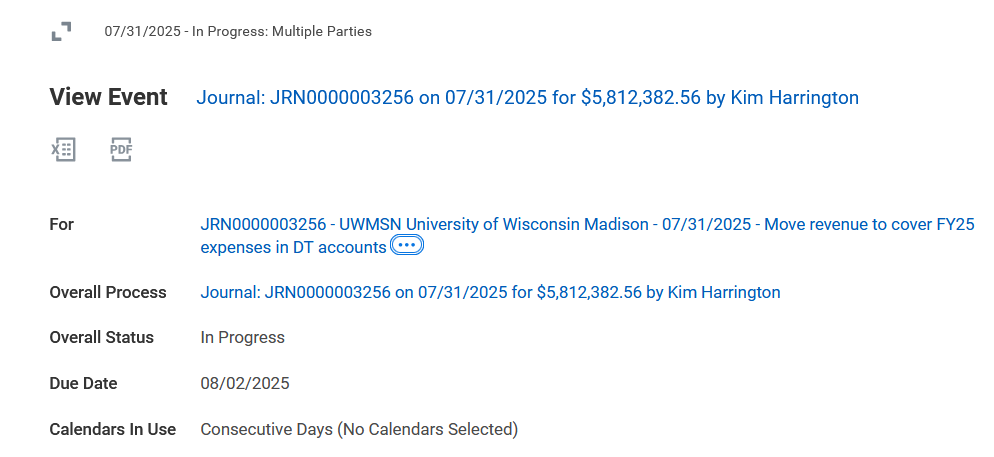 07/31/2025 - In Progress: Multiple Parties
View Event Journal: JRN0000003256 on 07/31/2025 for $5,812,382.56 by Kim Harrington
X PDF
For JRN0000003256 - UWMSN University of Wisconsin Madison - 07/31/2025 - Move revenue to cover FY25
expenses in DT accounts
Overall Process Journal: JRN0000003256 on 07/31/2025 for $5,812,382.56 by Kim Harrington
Overall Status In Progress
Due Date 08/02/2025
Calendars In Use Consecutive Days (No Calendars Selected)